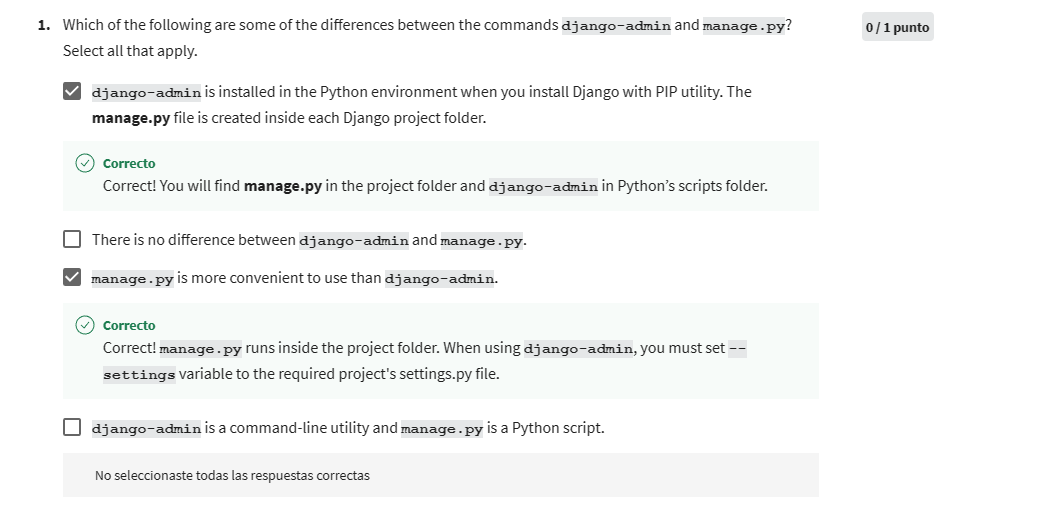 1. Which of the following are some of the differences between the commands django-admin and manage.py?
0 / 1 punto
Select all that apply.
django-admin is installed in the Python environment when you install Django with PIP utility. The
manage.py file is created inside each Django project folder.
Correcto
Correct! You will find manage.py in the project folder and django-admin in Python's scripts folder.
There is no difference between django-admin and manage.py.
manage.py is more convenient to use than django-admin.
Correcto
Correct! manage.py runs inside the project folder. When using django-admin, you must set --
settings variable to the required project's settings.py file.
django-admin is a command-line utility and manage.py is a Python script.
No seleccionaste todas las respuestas correctas